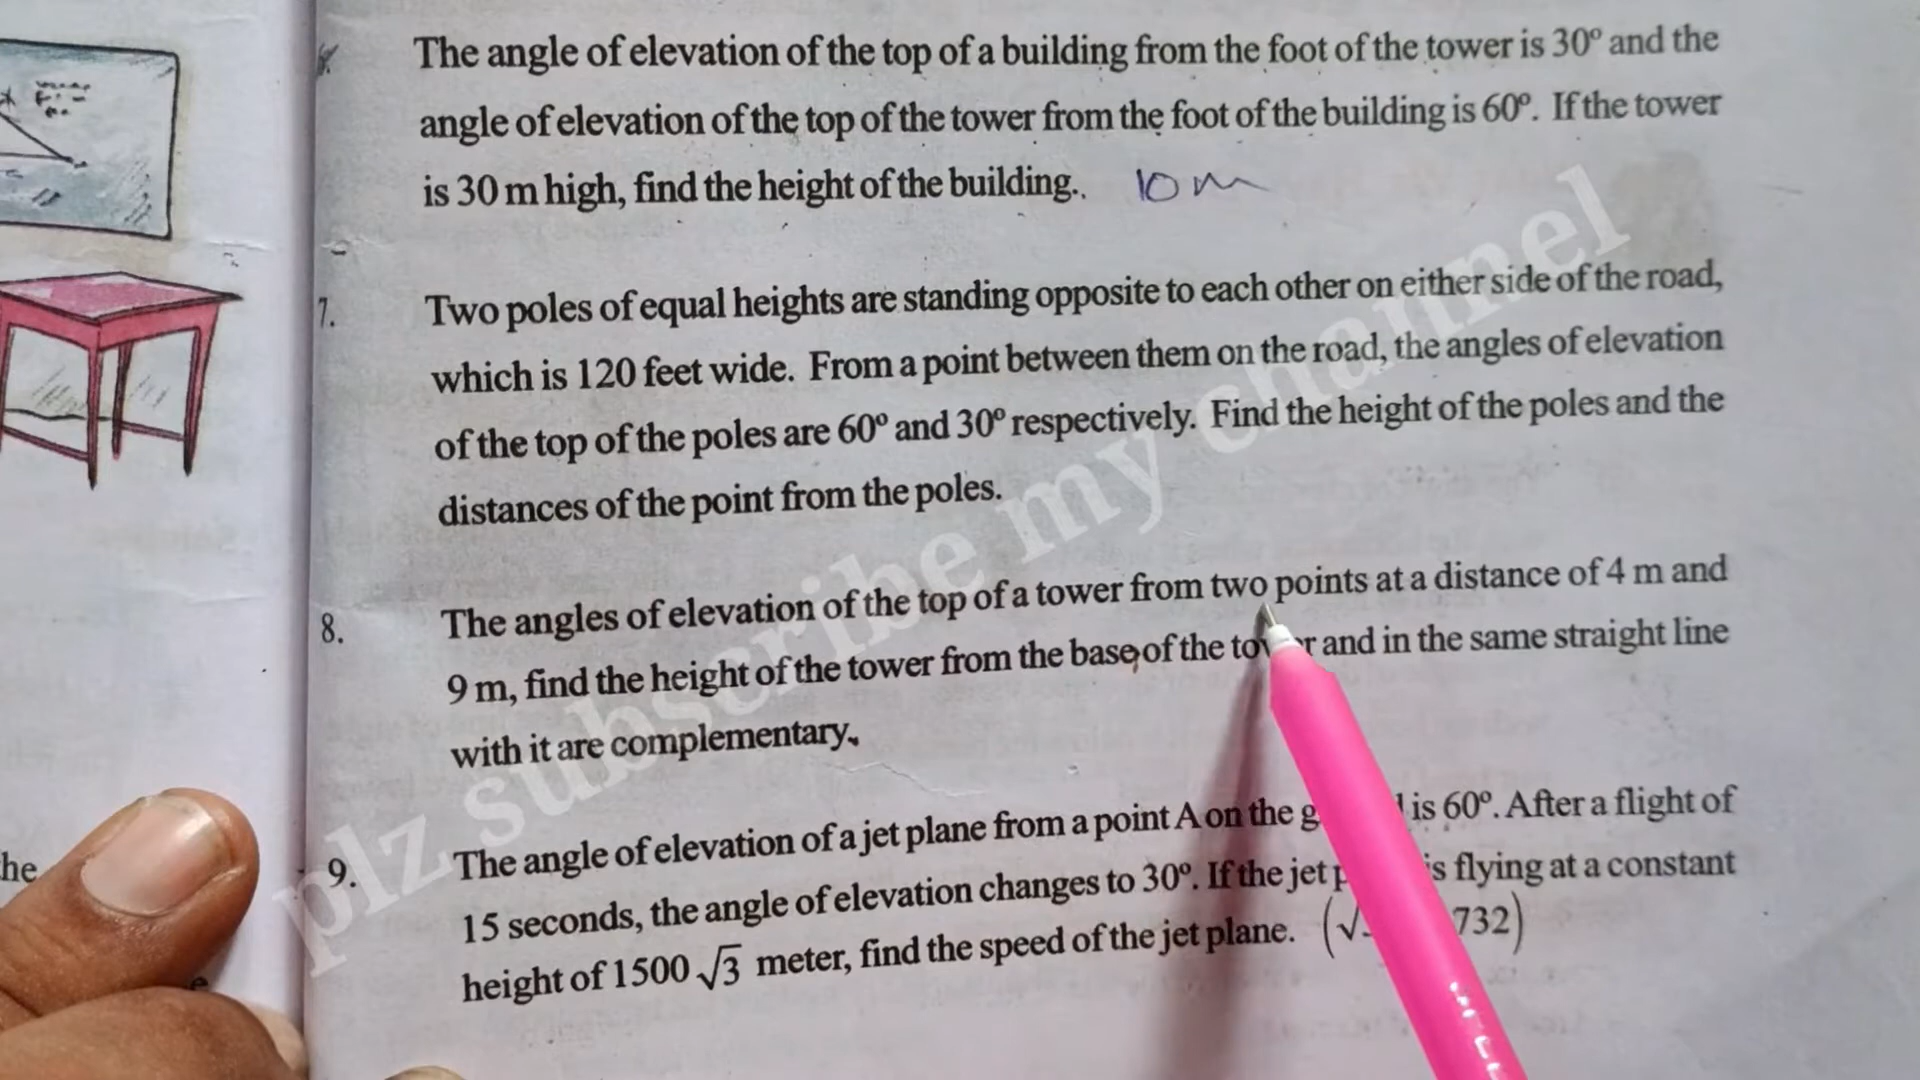 The angle of elevation of the top of a building from the foot of the tower is 30° and the
angle of elevation of the top of the tower from the foot of the building is 60°. If the tower
is 30 m high, find the height of the building. 10 m
7. Two poles of equal heights are standing opposite to each other on either side of the road,
which is 120 feet wide. From a point between them on the road, the angles of elevation
of the top of the poles are 60° and 30° respectively. Find the height of the poles and the
distances of the point from the poles.
8. The angles of elevation of the top of a tower from two points at a distance of 4 m and
9 m, find the height of the tower from the base of the tower and in the same straight line
with it are complementary.
9. The angle of elevation of a jet plane from a point A on the g is 60°. After a flight of
15 seconds, the angle of elevation changes to 30°. If the jet p is flying at a constant
height of 1500 √3 meter, find the speed of the jet plane. (√ 732)
he
plz subscribe my channel